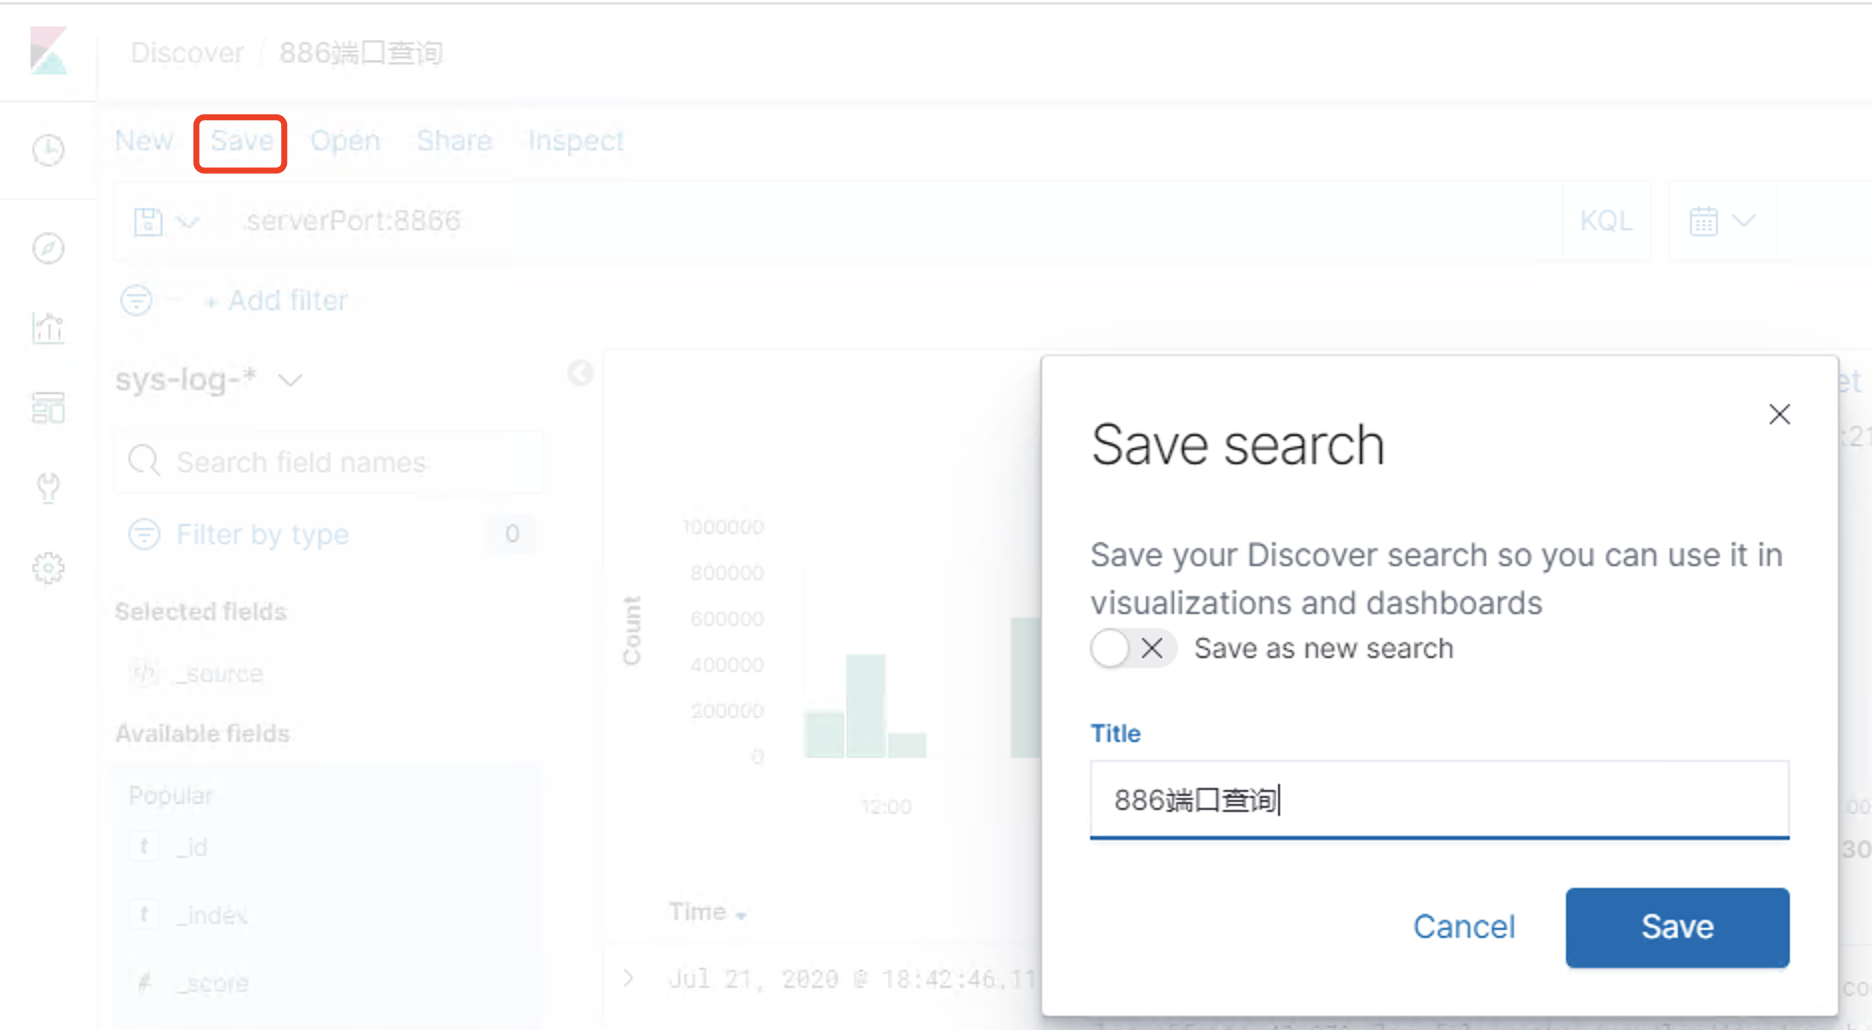 Discover / 886端口查询
New Save Open Share Inspect
serverPort:8866 KQL
+ Add filter
sys-log-*
Search field names
Filter by type 0
Selected fields
_source
Available fields
Popular
t _id
t _index
# _score
Count
1000000
800000
600000
400000
200000
0
12:00
Time
Jul 21, 2020 @ 18:42:46.11
Save search
Save your Discover search so you can use it in
visualizations and dashboards
Save as new search
Title
886端口查询
Cancel Save